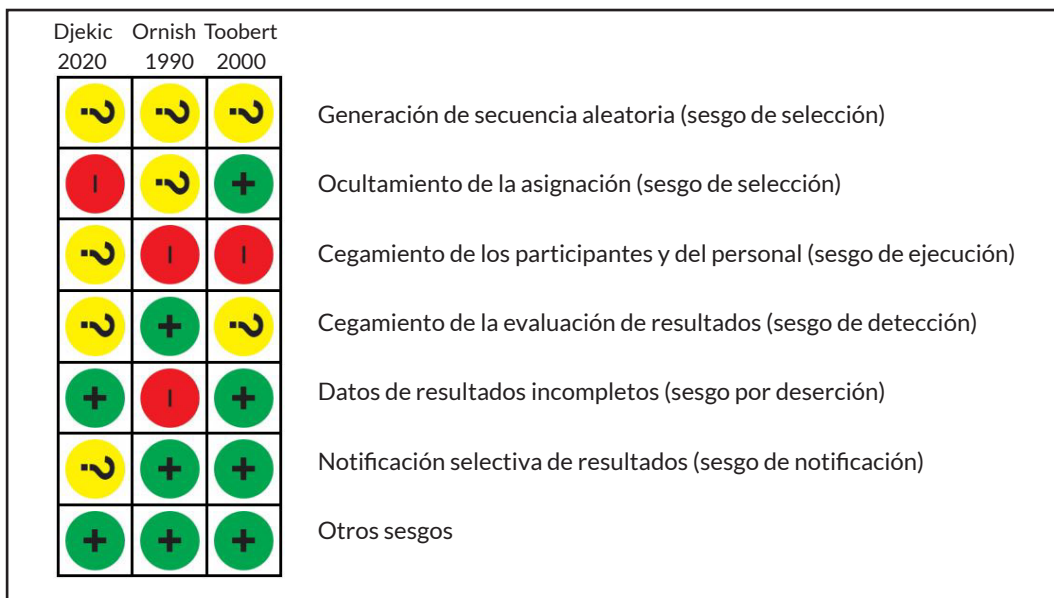 Djekic Ornish Toobert
2020 1990 2000
? ? ? Generación de secuencia aleatoria (sesgo de selección)
– ? + Ocultamiento de la asignación (sesgo de selección)
? – – Cegamiento de los participantes y del personal (sesgo de ejecución)
? + ? Cegamiento de la evaluación de resultados (sesgo de detección)
+ – + Datos de resultados incompletos (sesgo por deserción)
? + + Notificación selectiva de resultados (sesgo de notificación)
+ + + Otros sesgos